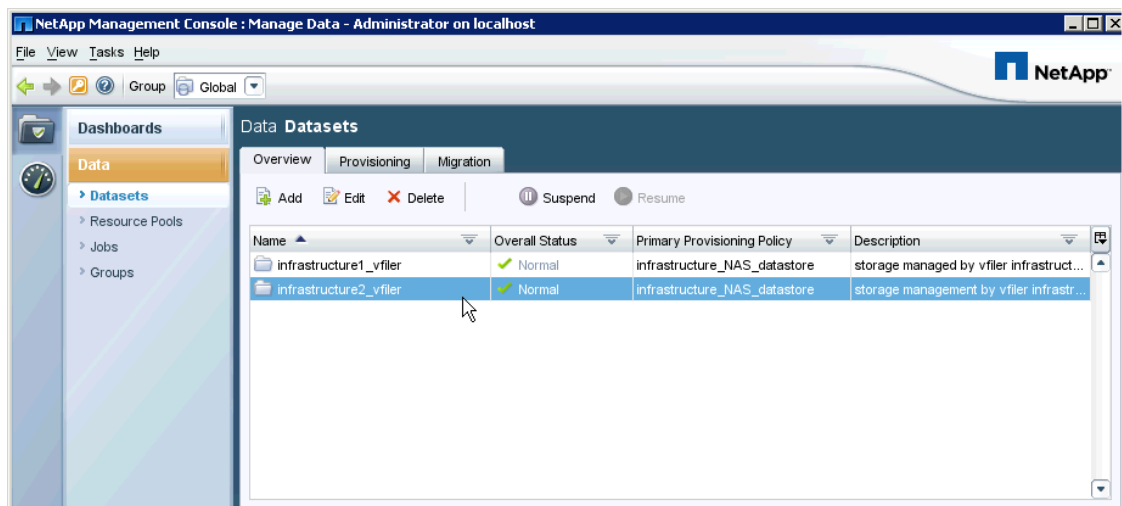 NetApp Management Console : Manage Data - Administrator on localhost
File View Tasks Help
Group Global
NetApp
Dashboards
Data
Datasets
Resource Pools
Jobs
Groups
Data Datasets
Overview Provisioning Migration
Add Edit Delete Suspend Resume
Name Overall Status Primary Provisioning Policy Description
infrastructure1_vfiler Normal infrastructure_NAS_datastore storage managed by vfiler infrastruct...
infrastructure2_vfiler Normal infrastructure_NAS_datastore storage management by vfiler infrastr...